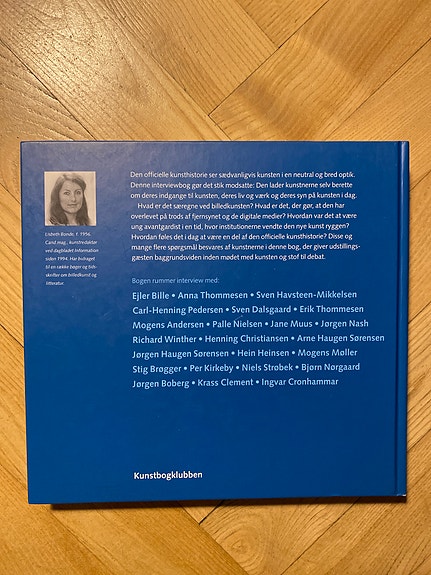 Den officielle kunsthistorie ser sædvanligvis kunsten i en neutral og bred optik.
Denne interviewbog gør det stik modsatte: Den lader kunstnerne selv berette
om deres indgangsvinkel til kunsten, deres liv og værk og deres syn på kunsten i dag.
Hvad er det særegne ved billedkunsten? Hvad er det, der gør, at den har
overlevet på trods af fjernsynet og de digitale medier? Hvordan var det at være
ung avantgardist i en tid, hvor institutionerne vendte den nye kunst ryggen?
Hvordan føles det i dag at være en del af den officielle kunsthistorie? Disse og
mange flere spørgsmål besvares af kunstnerne i denne bog, der giver udstillings-
gæsten baggrundsviden inden mødet med kunsten og stof til debat.
Lisbeth Bonde, f. 1956.
Cand.mag., kunstredaktør
ved dagbladet Information
siden 1994. Har bidraget
til en række bøger og tids-
skrifter om billedkunst og
litteratur.
Bogen rummer interview med:
Ejler Bille • Anna Thommesen • Sven Havsteen-Mikkelsen
Carl-Henning Pedersen • Sven Dalsgaard • Erik Thommesen
Mogens Andersen • Palle Nielsen • Jane Muus • Jørgen Nash
Richard Winther • Henning Christiansen • Arne Haugen Sørensen
Jørgen Haugen Sørensen • Hein Heinsen • Mogens Møller
Stig Brøgger • Per Kirkeby • Niels Strøbek • Bjørn Nørgaard
Jørgen Boberg • Krass Clement • Ingvar Cronhammar
Kunstbogklubben